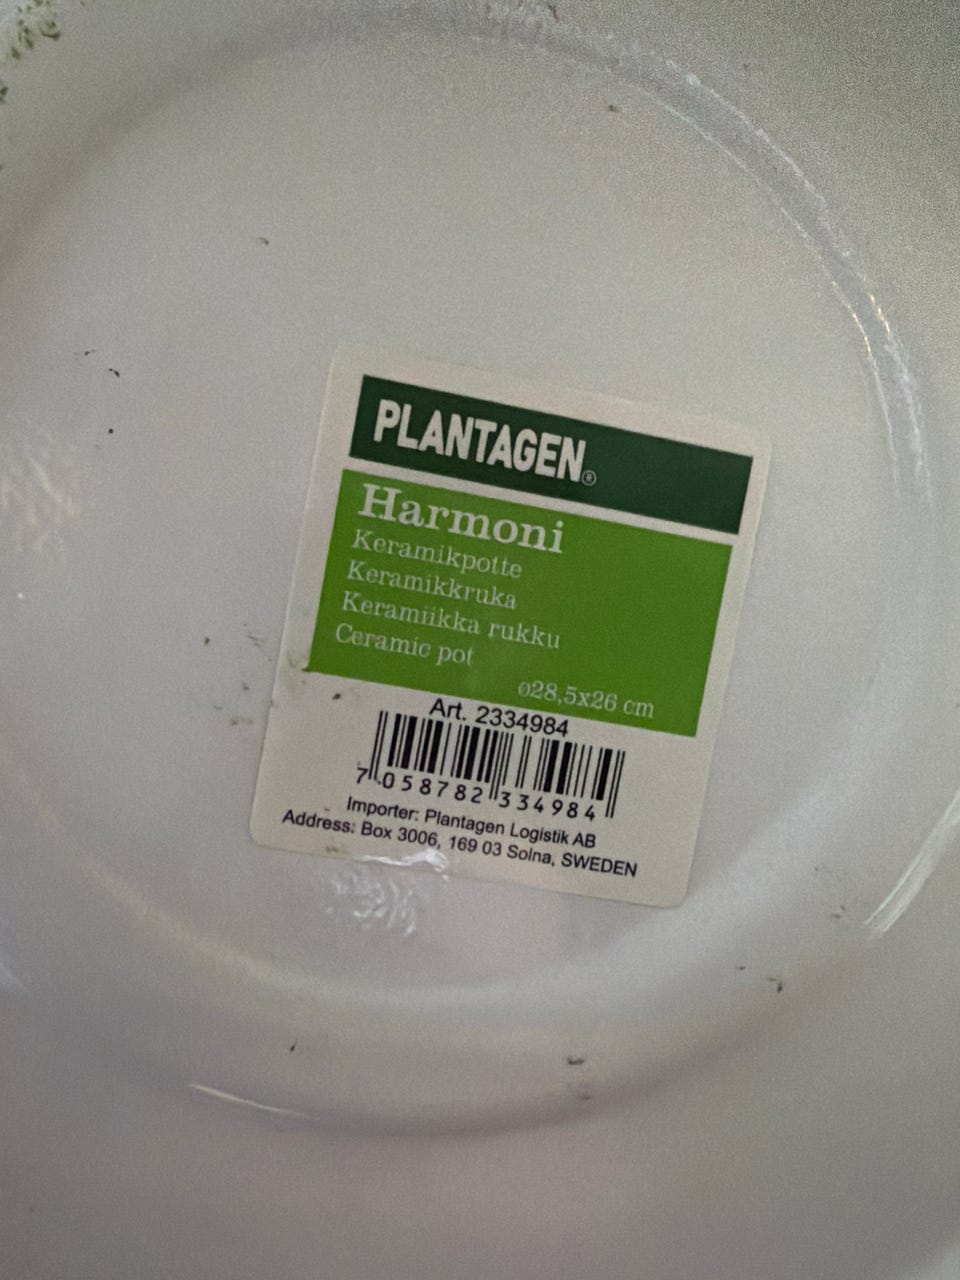 PLANTAGEN®
Harmoni
Keramikpotte
Keramikkruka
Keramiikka rukku
Ceramic pot
ø28,5x26 cm
Art. 2334984
7 058782 334984
Importer: Plantagen Logistik AB
Address: Box 3006, 169 03 Solna, SWEDEN